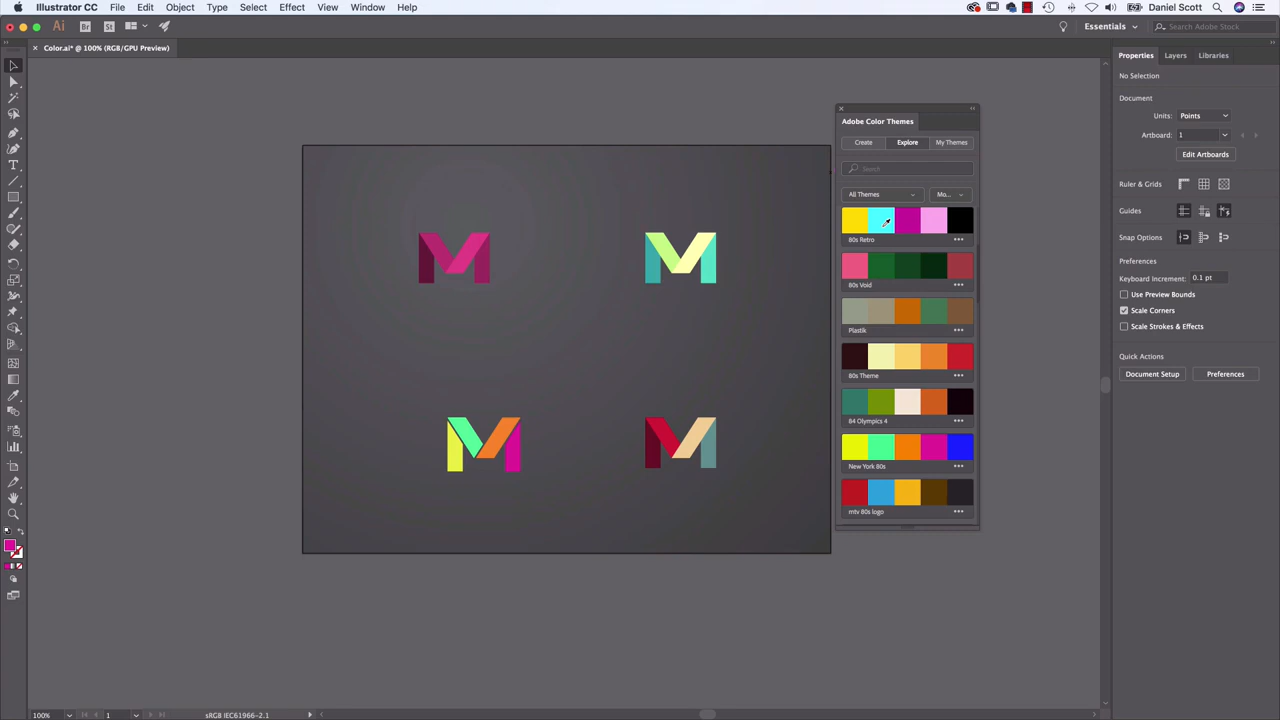 Illustrator CC File Edit Object Type Select Effect View Window Help Daniel Scott
Ai Br St Essentials Search Adobe Stock
× Color.ai* @ 100% (RGB/GPU Preview)
Properties Layers Libraries
No Selection
Document
Units: Points
Artboard: 1
Edit Artboards
Ruler & Grids
Guides
Snap Options
Preferences
Keyboard Increment: 0.1 pt
Use Preview Bounds
Scale Corners
Scale Strokes & Effects
Quick Actions
Document Setup Preferences
Adobe Color Themes
Create Explore My Themes
Search
All Themes Mo...
80s Retro
80s Void
Plastik
80s Theme
84 Olympics 4
New York 80s
mtv 80s logo
M M
M M
100% 1 sRGB IEC61966-2.1